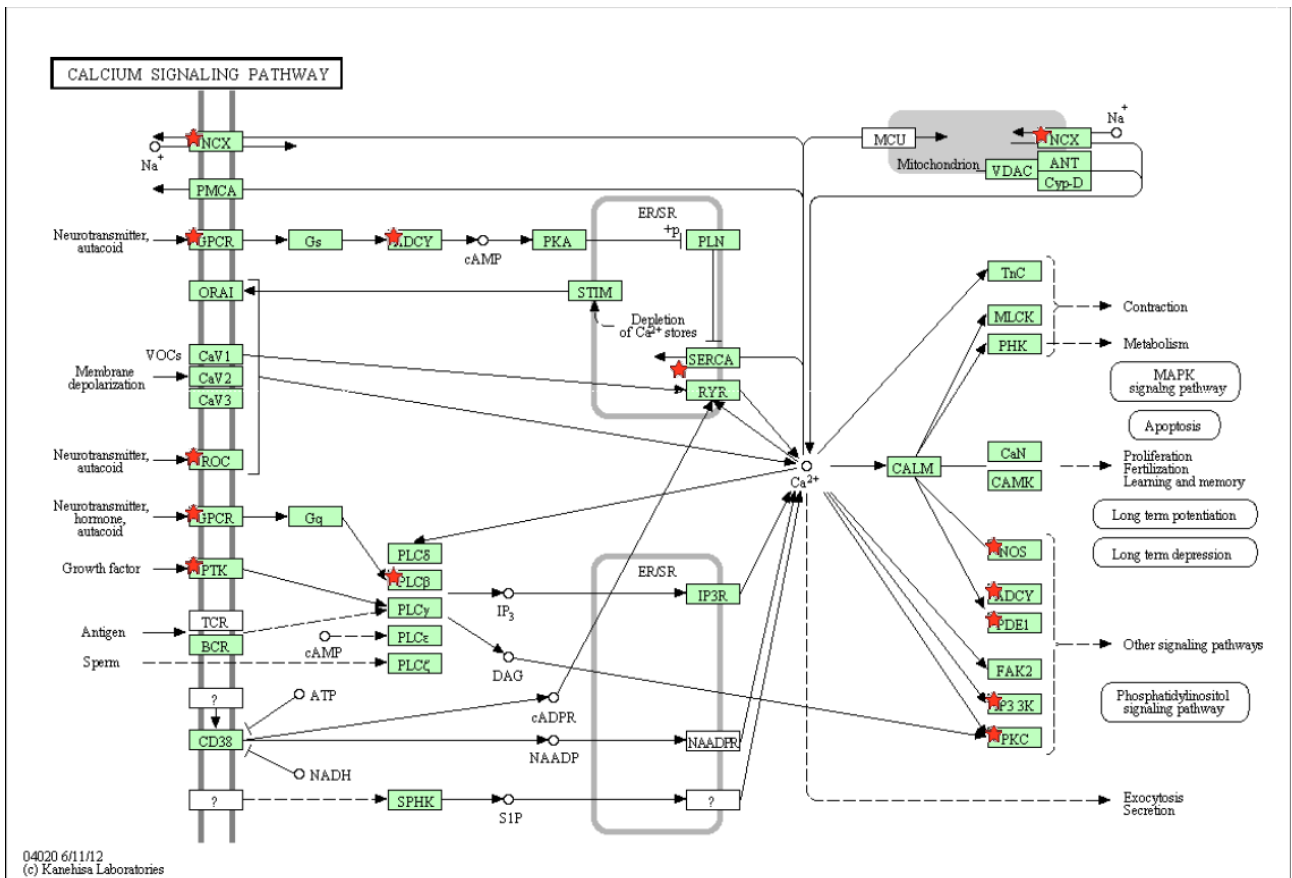 CALCIUM SIGNALING PATHWAY
NCX
Na+
PMCA
Neurotransmitter,
autacoid
GPCR
Gs
ADCY
cAMP
PKA
ER/SR
+p
PLN
ORAI
STIM
Depletion
of Ca2+ stores
VOCs
CaV1
Membrane
depolarization
CaV2
CaV3
SERCA
RYR
Neurotransmitter,
autacoid
ROC
Neurotransmitter,
hormone,
autacoid
GPCR
Gq
Growth factor
PTK
PLCδ
PLCβ
PLCγ
PLCε
PLCζ
Antigen
TCR
BCR
Sperm
cAMP
IP3
DAG
ER/SR
IP3R
?
ATP
CD38
NADH
cADPR
NAADP
NAADPR
?
SPHK
S1P
?
MCU
Mitochondrion
NCX
Na+
VDAC
ANT
Cyp-D
Ca2+
CALM
TnC
MLCK
PHK
Contraction
Metabolism
MAPK
signalng pathway
Apoptosis
CaN
CAMK
Proliferation
Fertilization
Learning and memory
Long term potentiation
Long term depression
NOS
ADCY
PDE1
FAK2
IP3 3K
PKC
Other signaling pathways
Phosphatidylinositol
signaling pathway
Exocytosis
Secretion
04020 6/11/12
(c) Kanehisa Laboratories